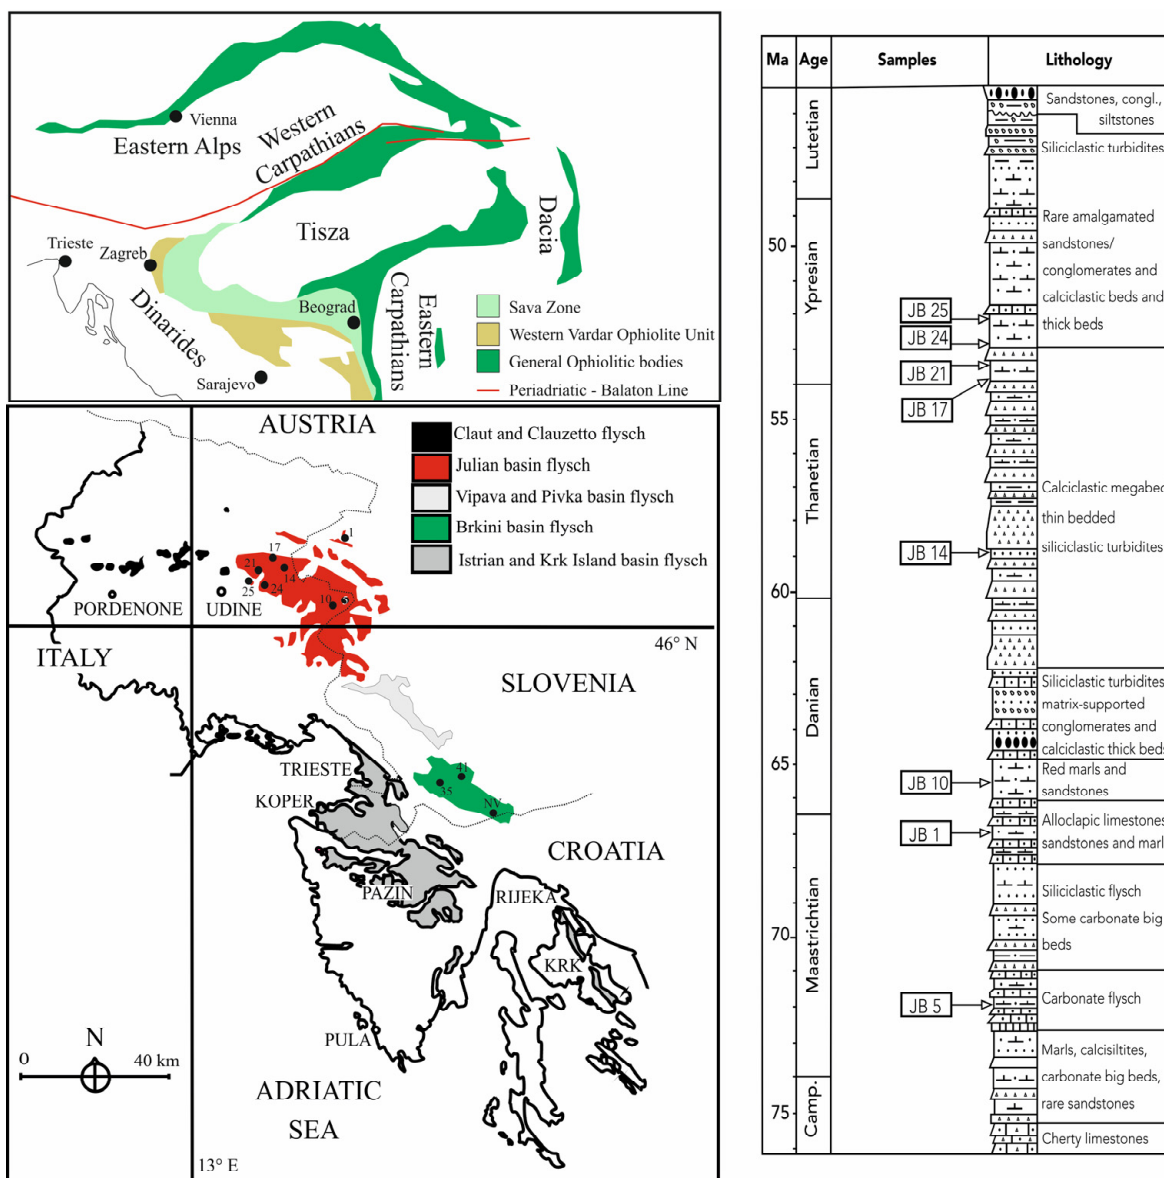 Vienna
Eastern Alps
Western
Carpathians
Trieste
Zagreb
Tisza
Dacia
Dinarides
Beograd
Eastern
Carpathians
Sarajevo
Sava Zone
Western Vardar Ophiolite Unit
General Ophiolitic bodies
Periadriatic - Balaton Line
AUSTRIA
Claut and Clauzetto flysch
Julian basin flysch
Vipava and Pivka basin flysch
Brkini basin flysch
Istrian and Krk Island basin flysch
1
17
21
14
25
24
10
5
PORDENONE
UDINE
46° N
ITALY
SLOVENIA
TRIESTE
41
35
KOPER
NV
CROATIA
PAZIN
RIJEKA
KRK
PULA
N
0
40 km
ADRIATIC
SEA
13° E
Ma
Age
Samples
Lithology
Lutetian
Ypresian
Thanetian
Danian
Maastrichtian
Camp.
50
55
60
65
70
75
JB 25
JB 24
JB 21
JB 17
JB 14
JB 10
JB 1
JB 5
Sandstones, congl.,
siltstones
Siliciclastic turbidites
Rare amalgamated
sandstones/
conglomerates and
calciclastic beds and
thick beds
Calciclastic megabed
thin bedded
siliciclastic turbidites
Siliciclastic turbidites
matrix-supported
conglomerates and
calciclastic thick beds
Red marls and
sandstones
Alloclapic limestones
sandstones and marl
Siliciclastic flysch
Some carbonate big
beds
Carbonate flysch
Marls, calcisiltites,
carbonate big beds,
rare sandstones
Cherty limestones